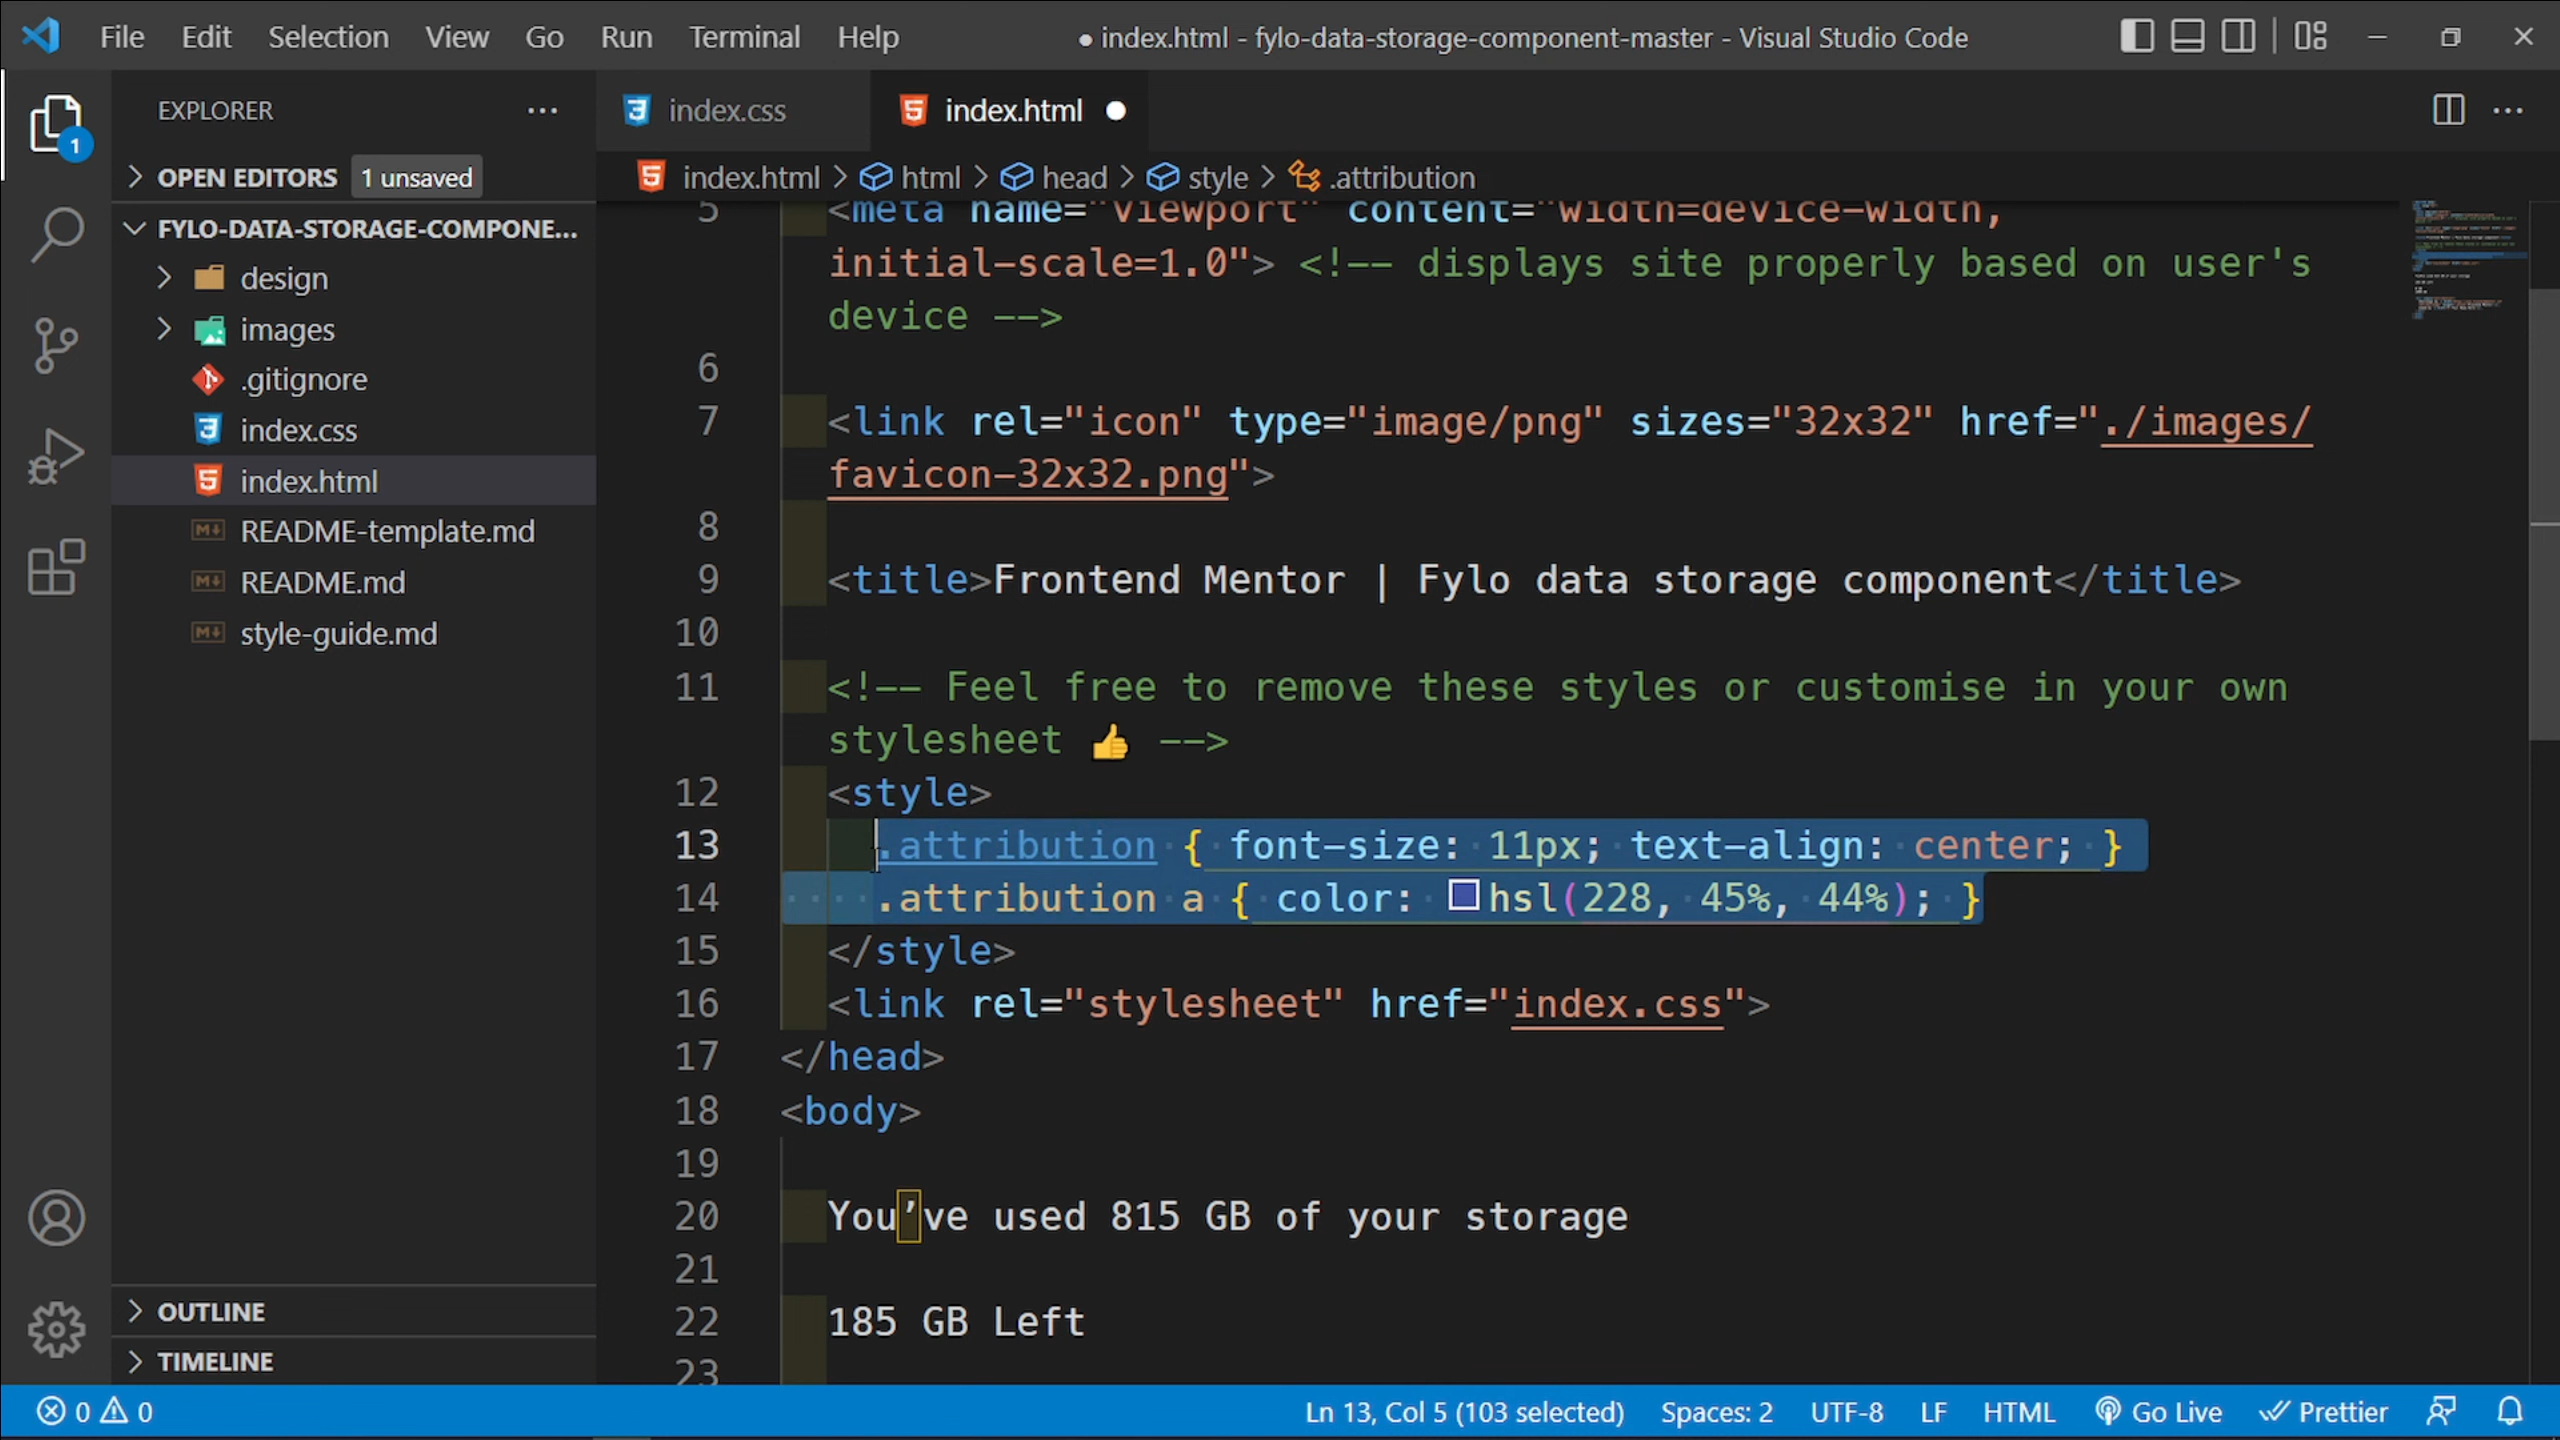 File Edit Selection View Go Run Terminal Help ● index.html - fylo-data-storage-component-master - Visual Studio Code
EXPLORER
OPEN EDITORS 1 unsaved
FYLO-DATA-STORAGE-COMPONE...
design
images
.gitignore
index.css
index.html
README-template.md
README.md
style-guide.md
OUTLINE
TIMELINE
1
index.css index.html
index.html > html > head > style > .attribution
5 <meta name="viewport" content="width=device-width,
initial-scale=1.0"> <!-- displays site properly based on user's
device -->
6
7 <link rel="icon" type="image/png" sizes="32x32" href="./images/
favicon-32x32.png">
8
9 <title>Frontend Mentor | Fylo data storage component</title>
10
11 <!-- Feel free to remove these styles or customise in your own
stylesheet 👍 -->
12 <style>
13 .attribution { font-size: 11px; text-align: center; }
14 .attribution a { color: hsl(228, 45%, 44%); }
15 </style>
16 <link rel="stylesheet" href="index.css">
17 </head>
18 <body>
19
20 You’ve used 815 GB of your storage
21
22 185 GB Left
23
0 0 Ln 13, Col 5 (103 selected) Spaces: 2 UTF-8 LF HTML Go Live Prettier